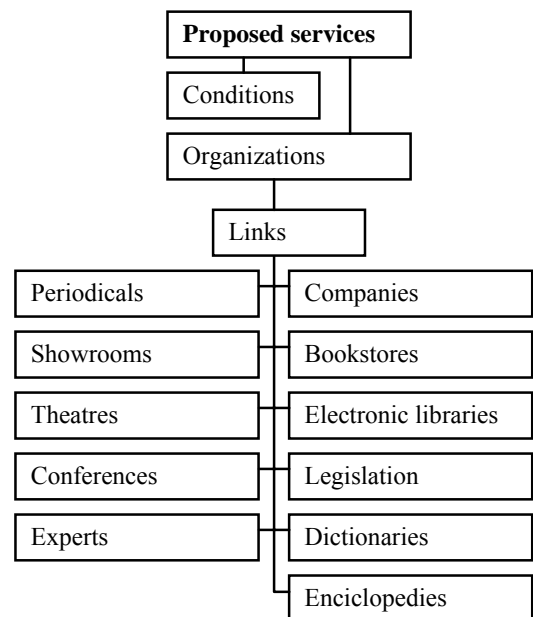 Proposed services
Conditions
Organizations
Links
Periodicals
Companies
Showrooms
Bookstores
Theatres
Electronic libraries
Conferences
Legislation
Experts
Dictionaries
Enciclopedies